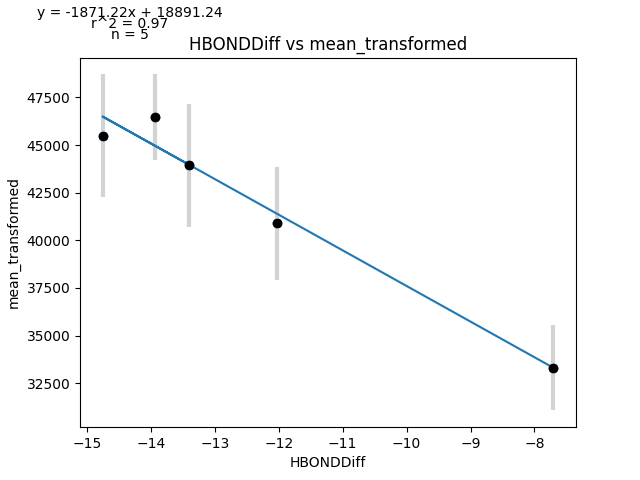 y = -1871.22x + 18891.24
r^2 = 0.97
n = 5
HBONDDiff vs mean_transformed
mean_transformed
47500
45000
42500
40000
37500
35000
32500
−15
−14
−13
−12
−11
−10
−9
−8
HBONDDiff